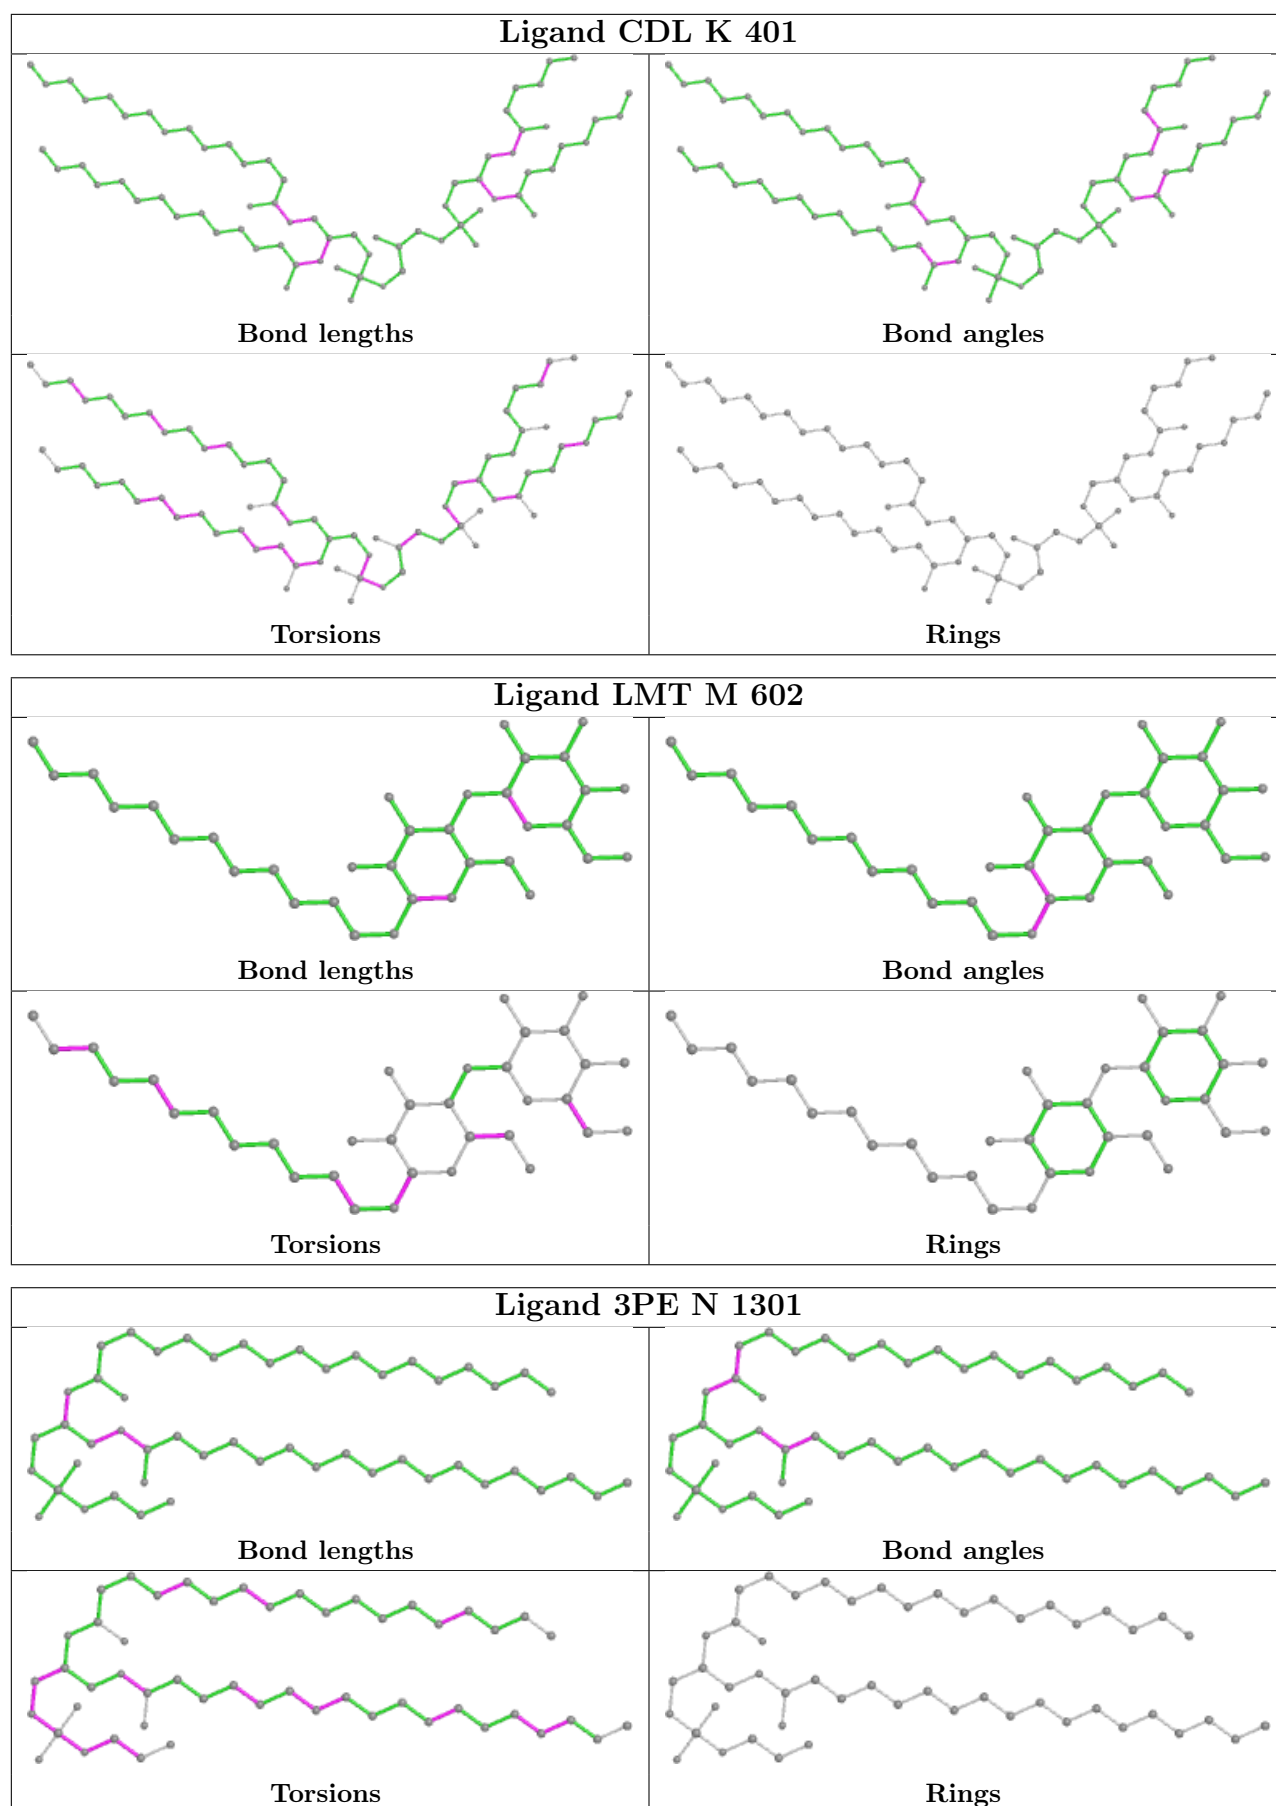 Ligand CDL K 401
Bond lengths
Bond angles
Torsions
Rings
Ligand LMT M 602
Bond lengths
Bond angles
Torsions
Rings
Ligand 3PE N 1301
Bond lengths
Bond angles
Torsions
Rings